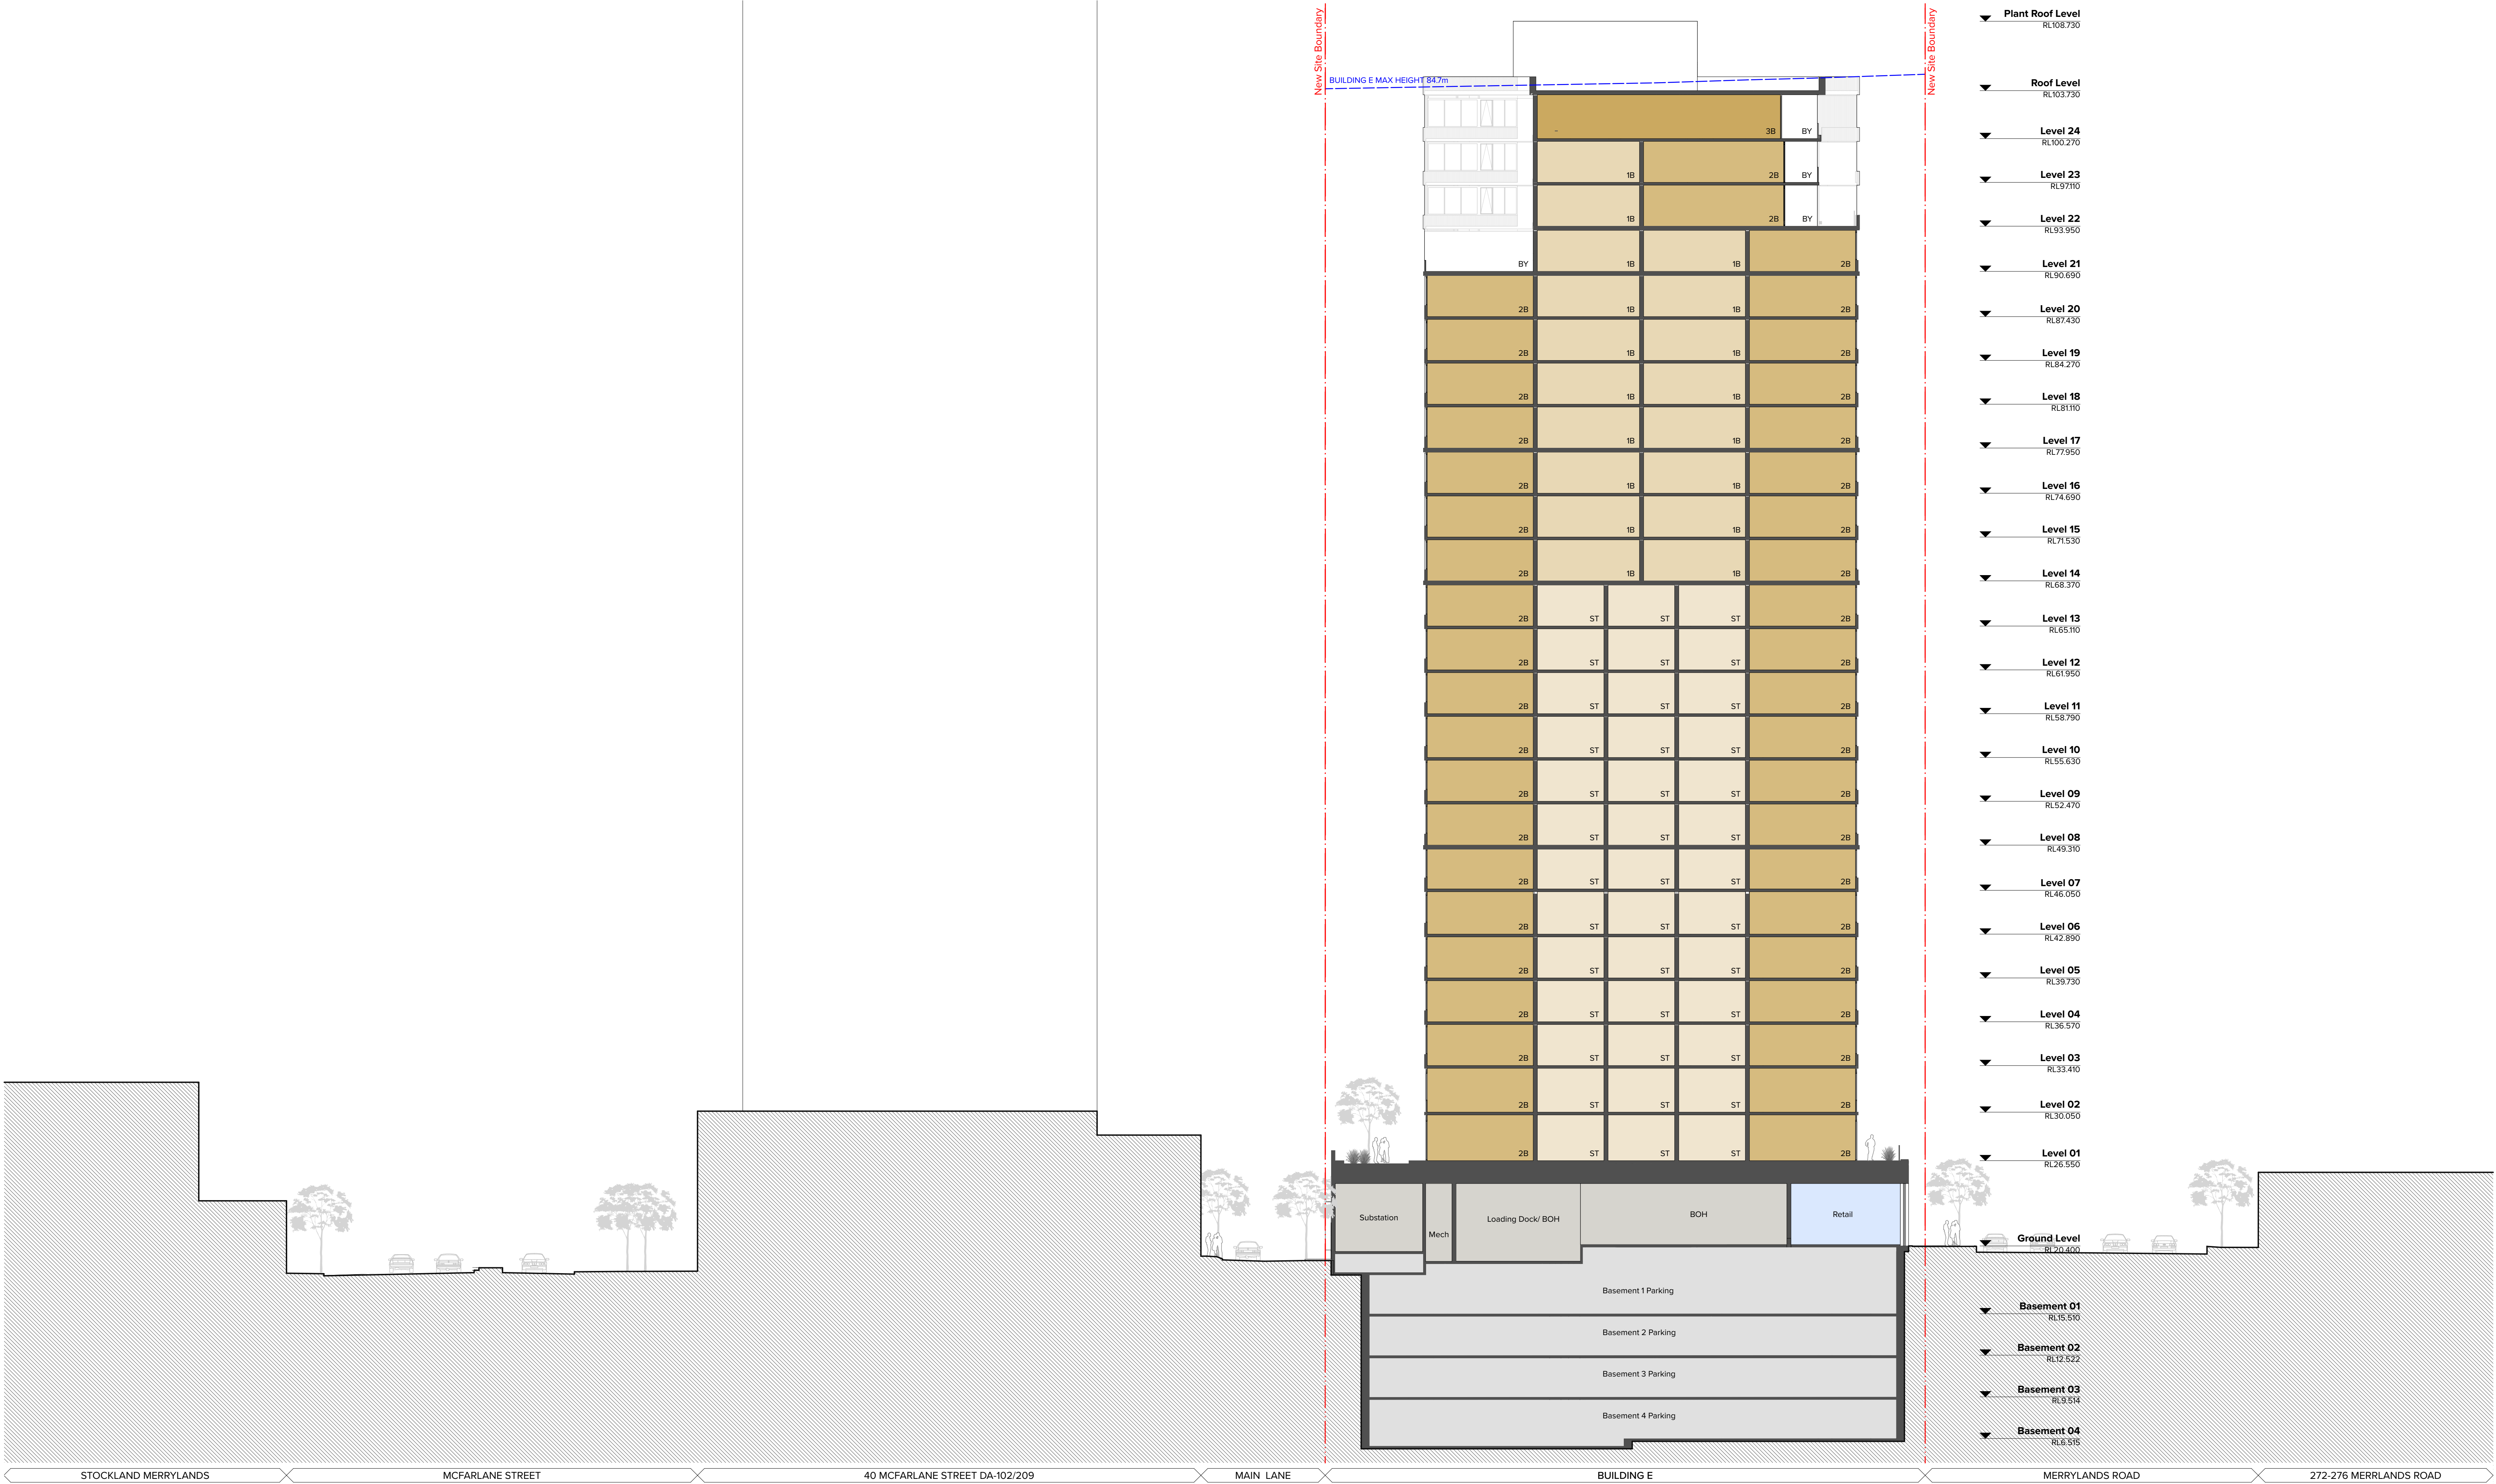 New Site Boundary
New Site Boundary
Plant Roof Level
RL108.730
BUILDING E MAX HEIGHT 84.7m
Roof Level
RL103.730
- 3B BY
Level 24
RL100.270
1B 2B BY
Level 23
RL97.110
1B 2B BY
Level 22
RL93.950
BY 1B 1B 2B
Level 21
RL90.690
2B 1B 1B 2B
Level 20
RL87.430
2B 1B 1B 2B
Level 19
RL84.270
2B 1B 1B 2B
Level 18
RL81.110
2B 1B 1B 2B
Level 17
RL77.950
2B 1B 1B 2B
Level 16
RL74.690
2B 1B 1B 2B
Level 15
RL71.530
2B 1B 1B 2B
Level 14
RL68.370
2B ST ST ST 2B
Level 13
RL65.110
2B ST ST ST 2B
Level 12
RL61.950
2B ST ST ST 2B
Level 11
RL58.790
2B ST ST ST 2B
Level 10
RL55.630
2B ST ST ST 2B
Level 09
RL52.470
2B ST ST ST 2B
Level 08
RL49.310
2B ST ST ST 2B
Level 07
RL46.050
2B ST ST ST 2B
Level 06
RL42.890
2B ST ST ST 2B
Level 05
RL39.730
2B ST ST ST 2B
Level 04
RL36.570
2B ST ST ST 2B
Level 03
RL33.410
2B ST ST ST 2B
Level 02
RL30.050
2B ST ST ST 2B
Level 01
RL26.550
Substation
Mech
Loading Dock/ BOH
BOH
Retail
Ground Level
RL20.400
Basement 1 Parking
Basement 01
RL15.510
Basement 2 Parking
Basement 02
RL12.522
Basement 3 Parking
Basement 03
RL9.514
Basement 4 Parking
Basement 04
RL6.515
STOCKLAND MERRYLANDS
MCFARLANE STREET
40 MCFARLANE STREET DA-102/209
MAIN LANE
BUILDING E
MERRYLANDS ROAD
272-276 MERRLANDS ROAD